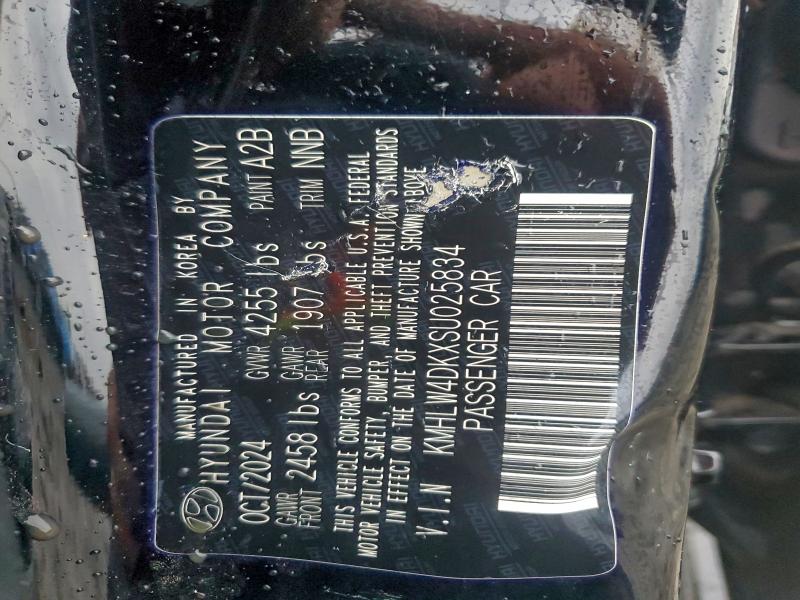 MANUFACTURED IN KOREA BY
HYUNDAI MOTOR COMPANY
OCT/2024 GVWR 4255 lbs PAINT A2B
GAWR FRONT 2458 lbs GAWR REAR 1907 lbs TRIM NNB
THIS VEHICLE CONFORMS TO ALL APPLICABLE U.S.A. FEDERAL
MOTOR VEHICLE SAFETY, BUMPER, AND THEFT PREVENTION STANDARDS
IN EFFECT ON THE DATE OF MANUFACTURE SHOWN ABOVE
V.I.N KMHLW4DKXSU025834
PASSENGER CAR